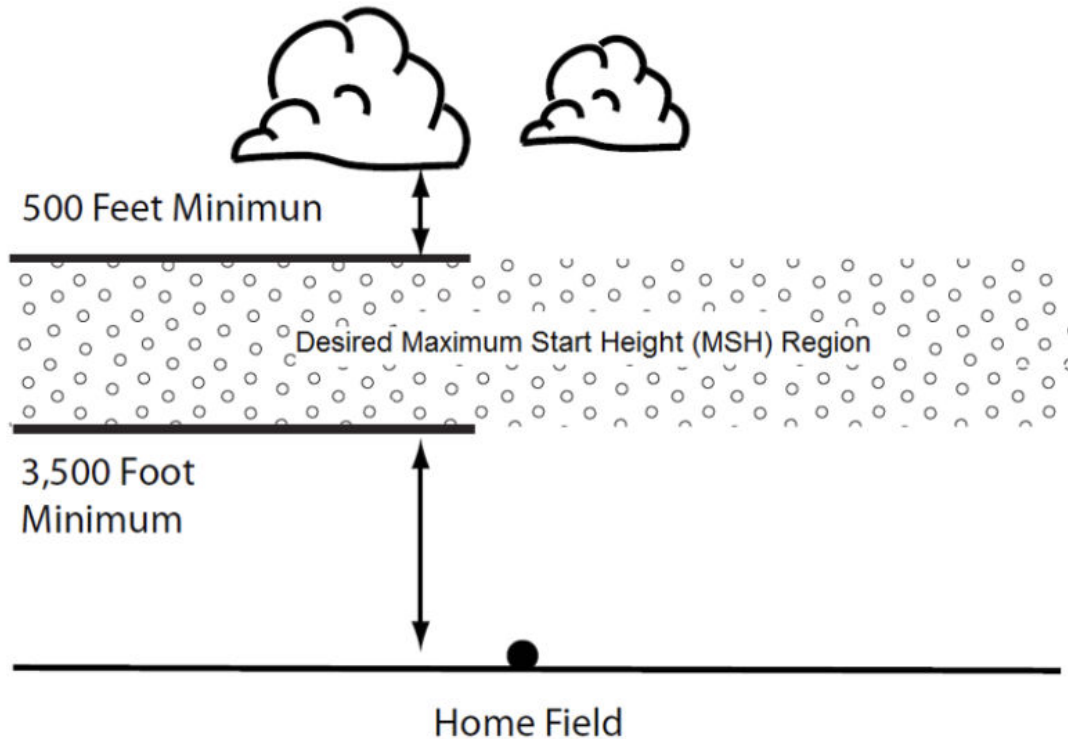 500 Feet Minimun
Desired Maximum Start Height (MSH) Region
3,500 Foot
Minimum
Home Field